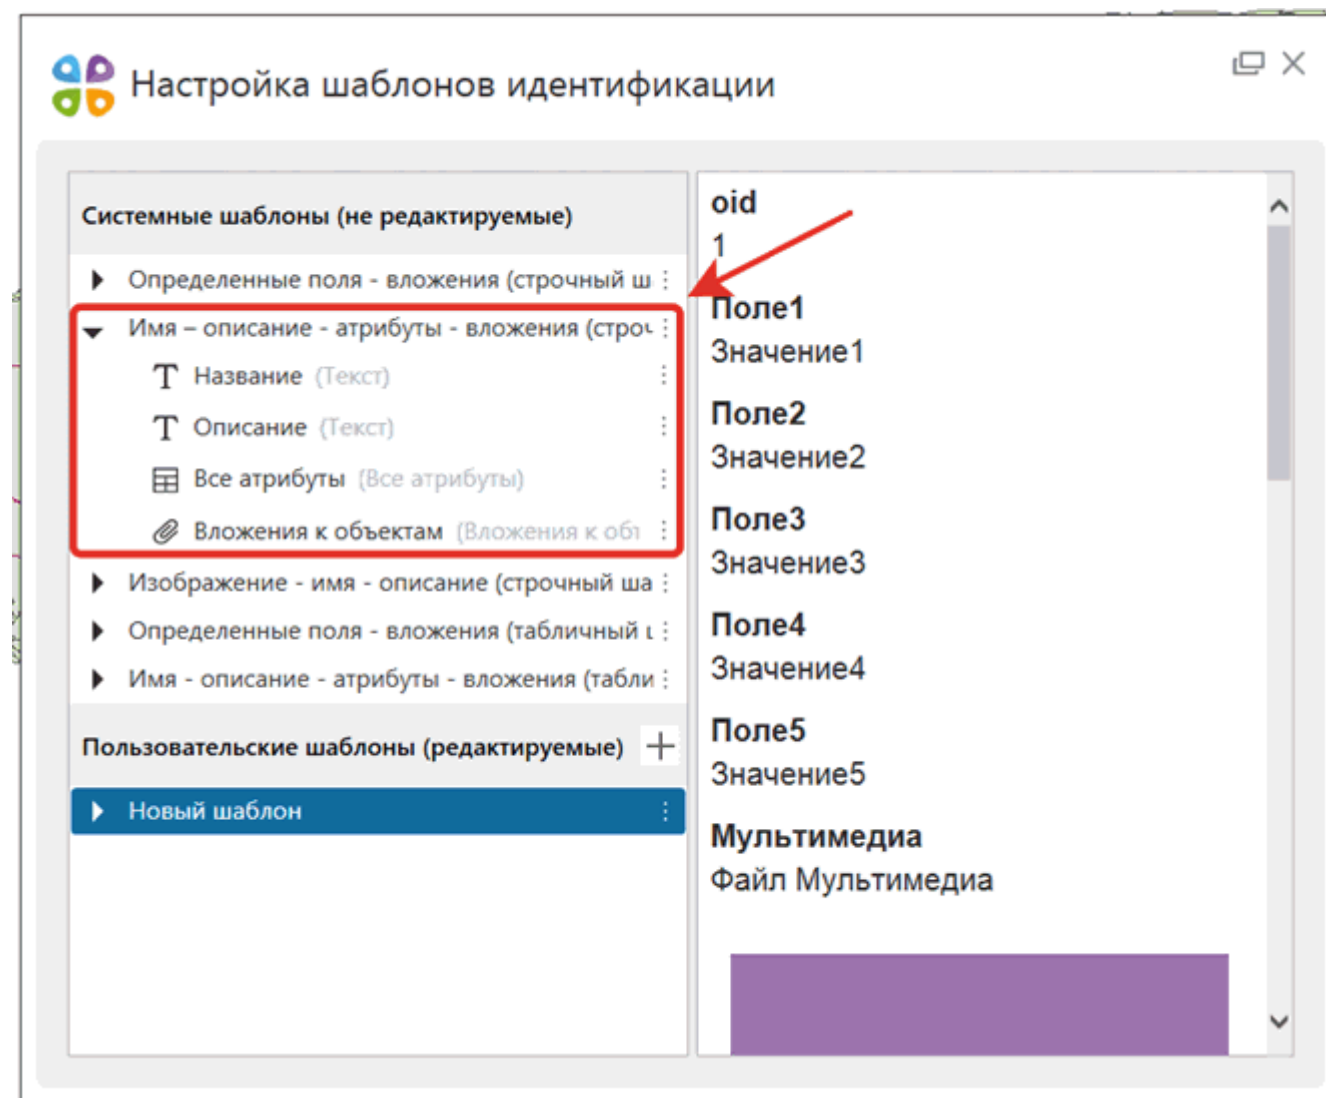 Настройка шаблонов идентификации
Системные шаблоны (не редактируемые)
Определенные поля - вложения (строчный ш
Имя – описание - атрибуты - вложения (строч
Название (Текст)
Описание (Текст)
Все атрибуты (Все атрибуты)
Вложения к объектам (Вложения к объ
Изображение - имя - описание (строчный ша
Определенные поля - вложения (табличный
Имя - описание - атрибуты - вложения (табли
Пользовательские шаблоны (редактируемые)
Новый шаблон
oid
1
Поле1
Значение1
Поле2
Значение2
Поле3
Значение3
Поле4
Значение4
Поле5
Значение5
Мультимедиа
Файл Мультимедиа